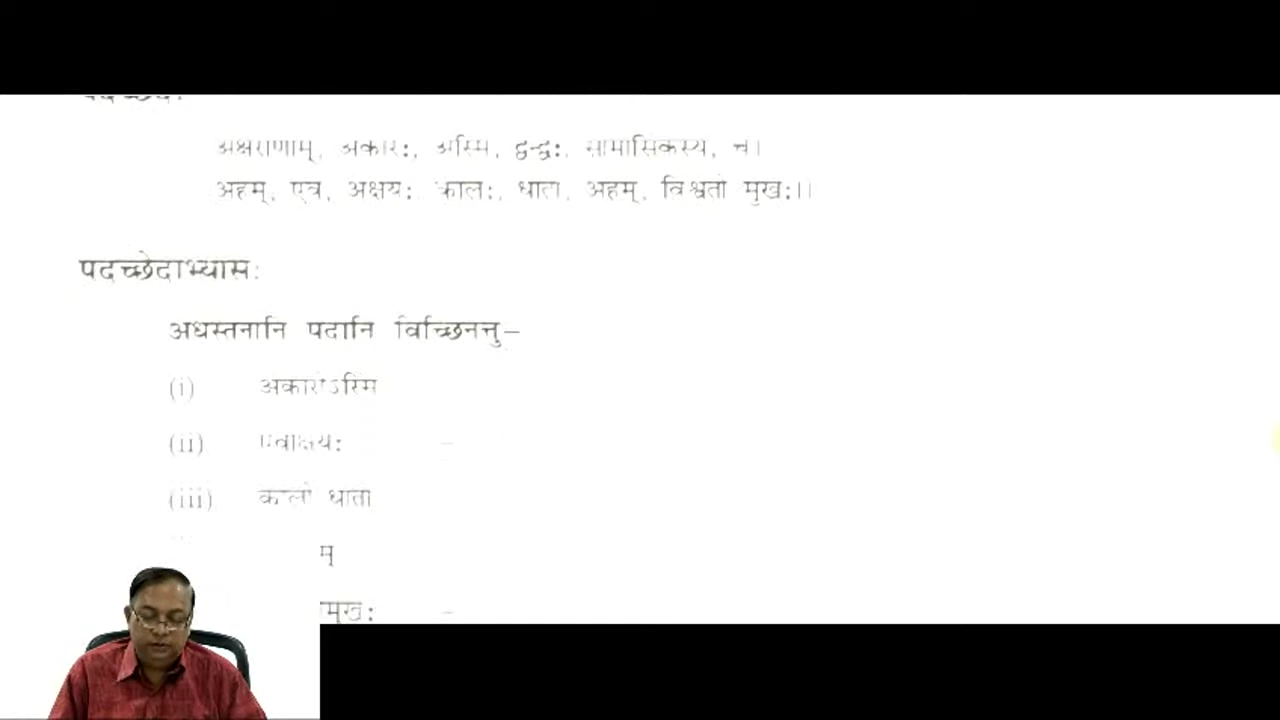 पदच्छेदः
अक्षराणाम्, अकारः, अस्मि, द्वन्द्वः, सामासिकस्य, च।
अहम्, एव, अक्षयः कालः, धाता, अहम्, विश्वतो मुखः।।
पदच्छेदाभ्यासः
अधस्तनानि पदानि विच्छिनत्तु–
(i) अकारोऽस्मि
(ii) एवाक्षयः –
(iii) कालो धाता
म्
मुखः –